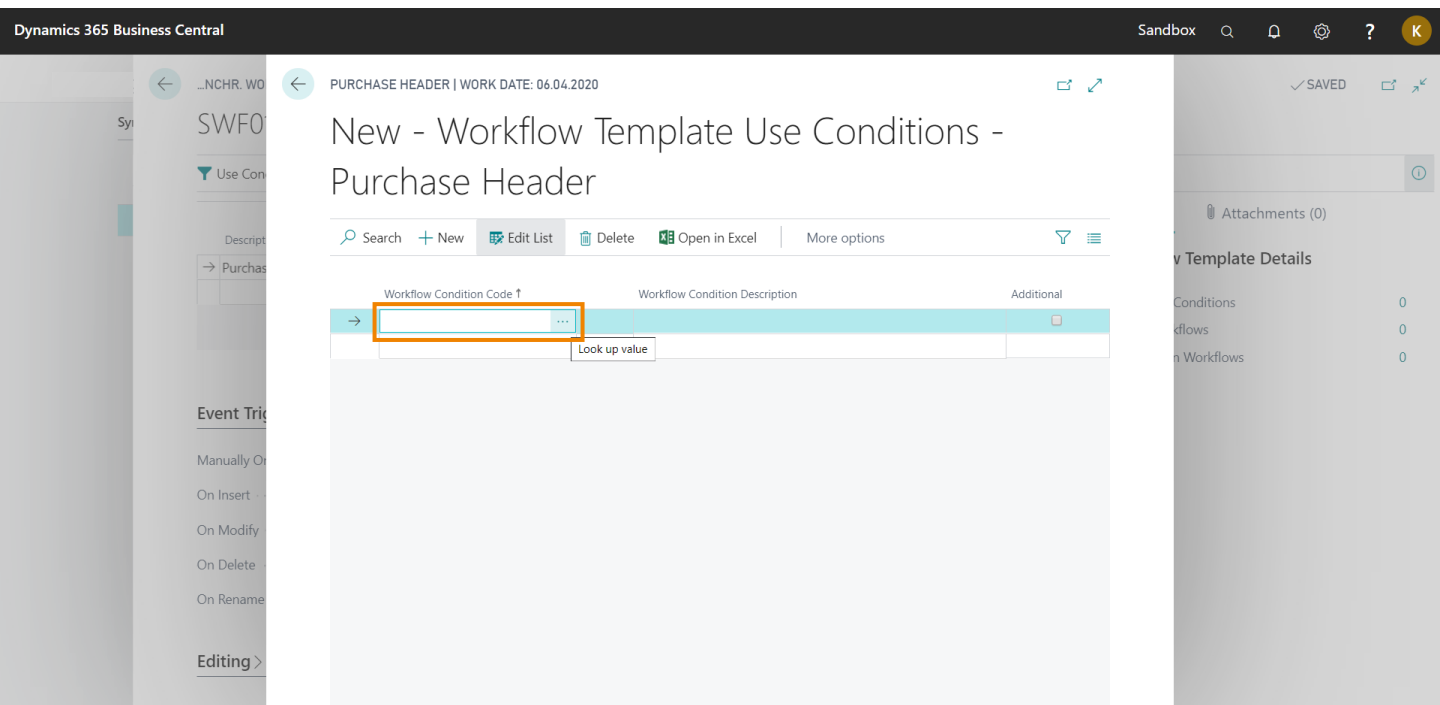 Dynamics 365 Business Central
Sandbox
?
K
...NCHR. WO
PURCHASE HEADER | WORK DATE: 06.04.2020
SAVED
SWF0
New - Workflow Template Use Conditions -
Purchase Header
Use Con
Search
New
Edit List
Delete
Open in Excel
More options
Attachments (0)
Descript
Template Details
Purchas
Workflow Condition Code ↑
Workflow Condition Description
Additional
Conditions
0
...
Look up value
flows
0
Workflows
0
Event Trig
Manually On
On Insert
On Modify
On Delete
On Rename
Editing >